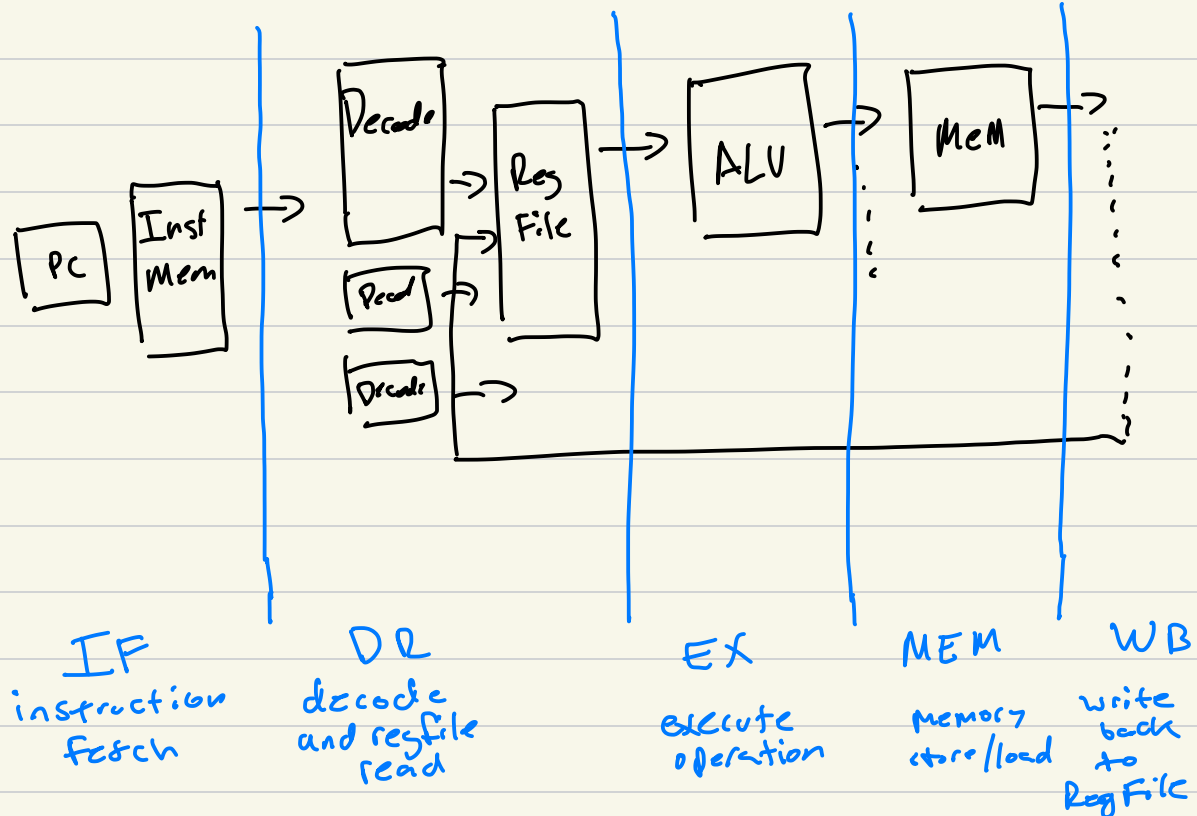 Decode
Reg
File
ALU
MEM
PC
Inst
Mem
Decode
IF
instruction
fetch
DR
decode
and regfile
read
EX
execute
operation
MEM
memory
store/load
WB
write
back
to
RegFile